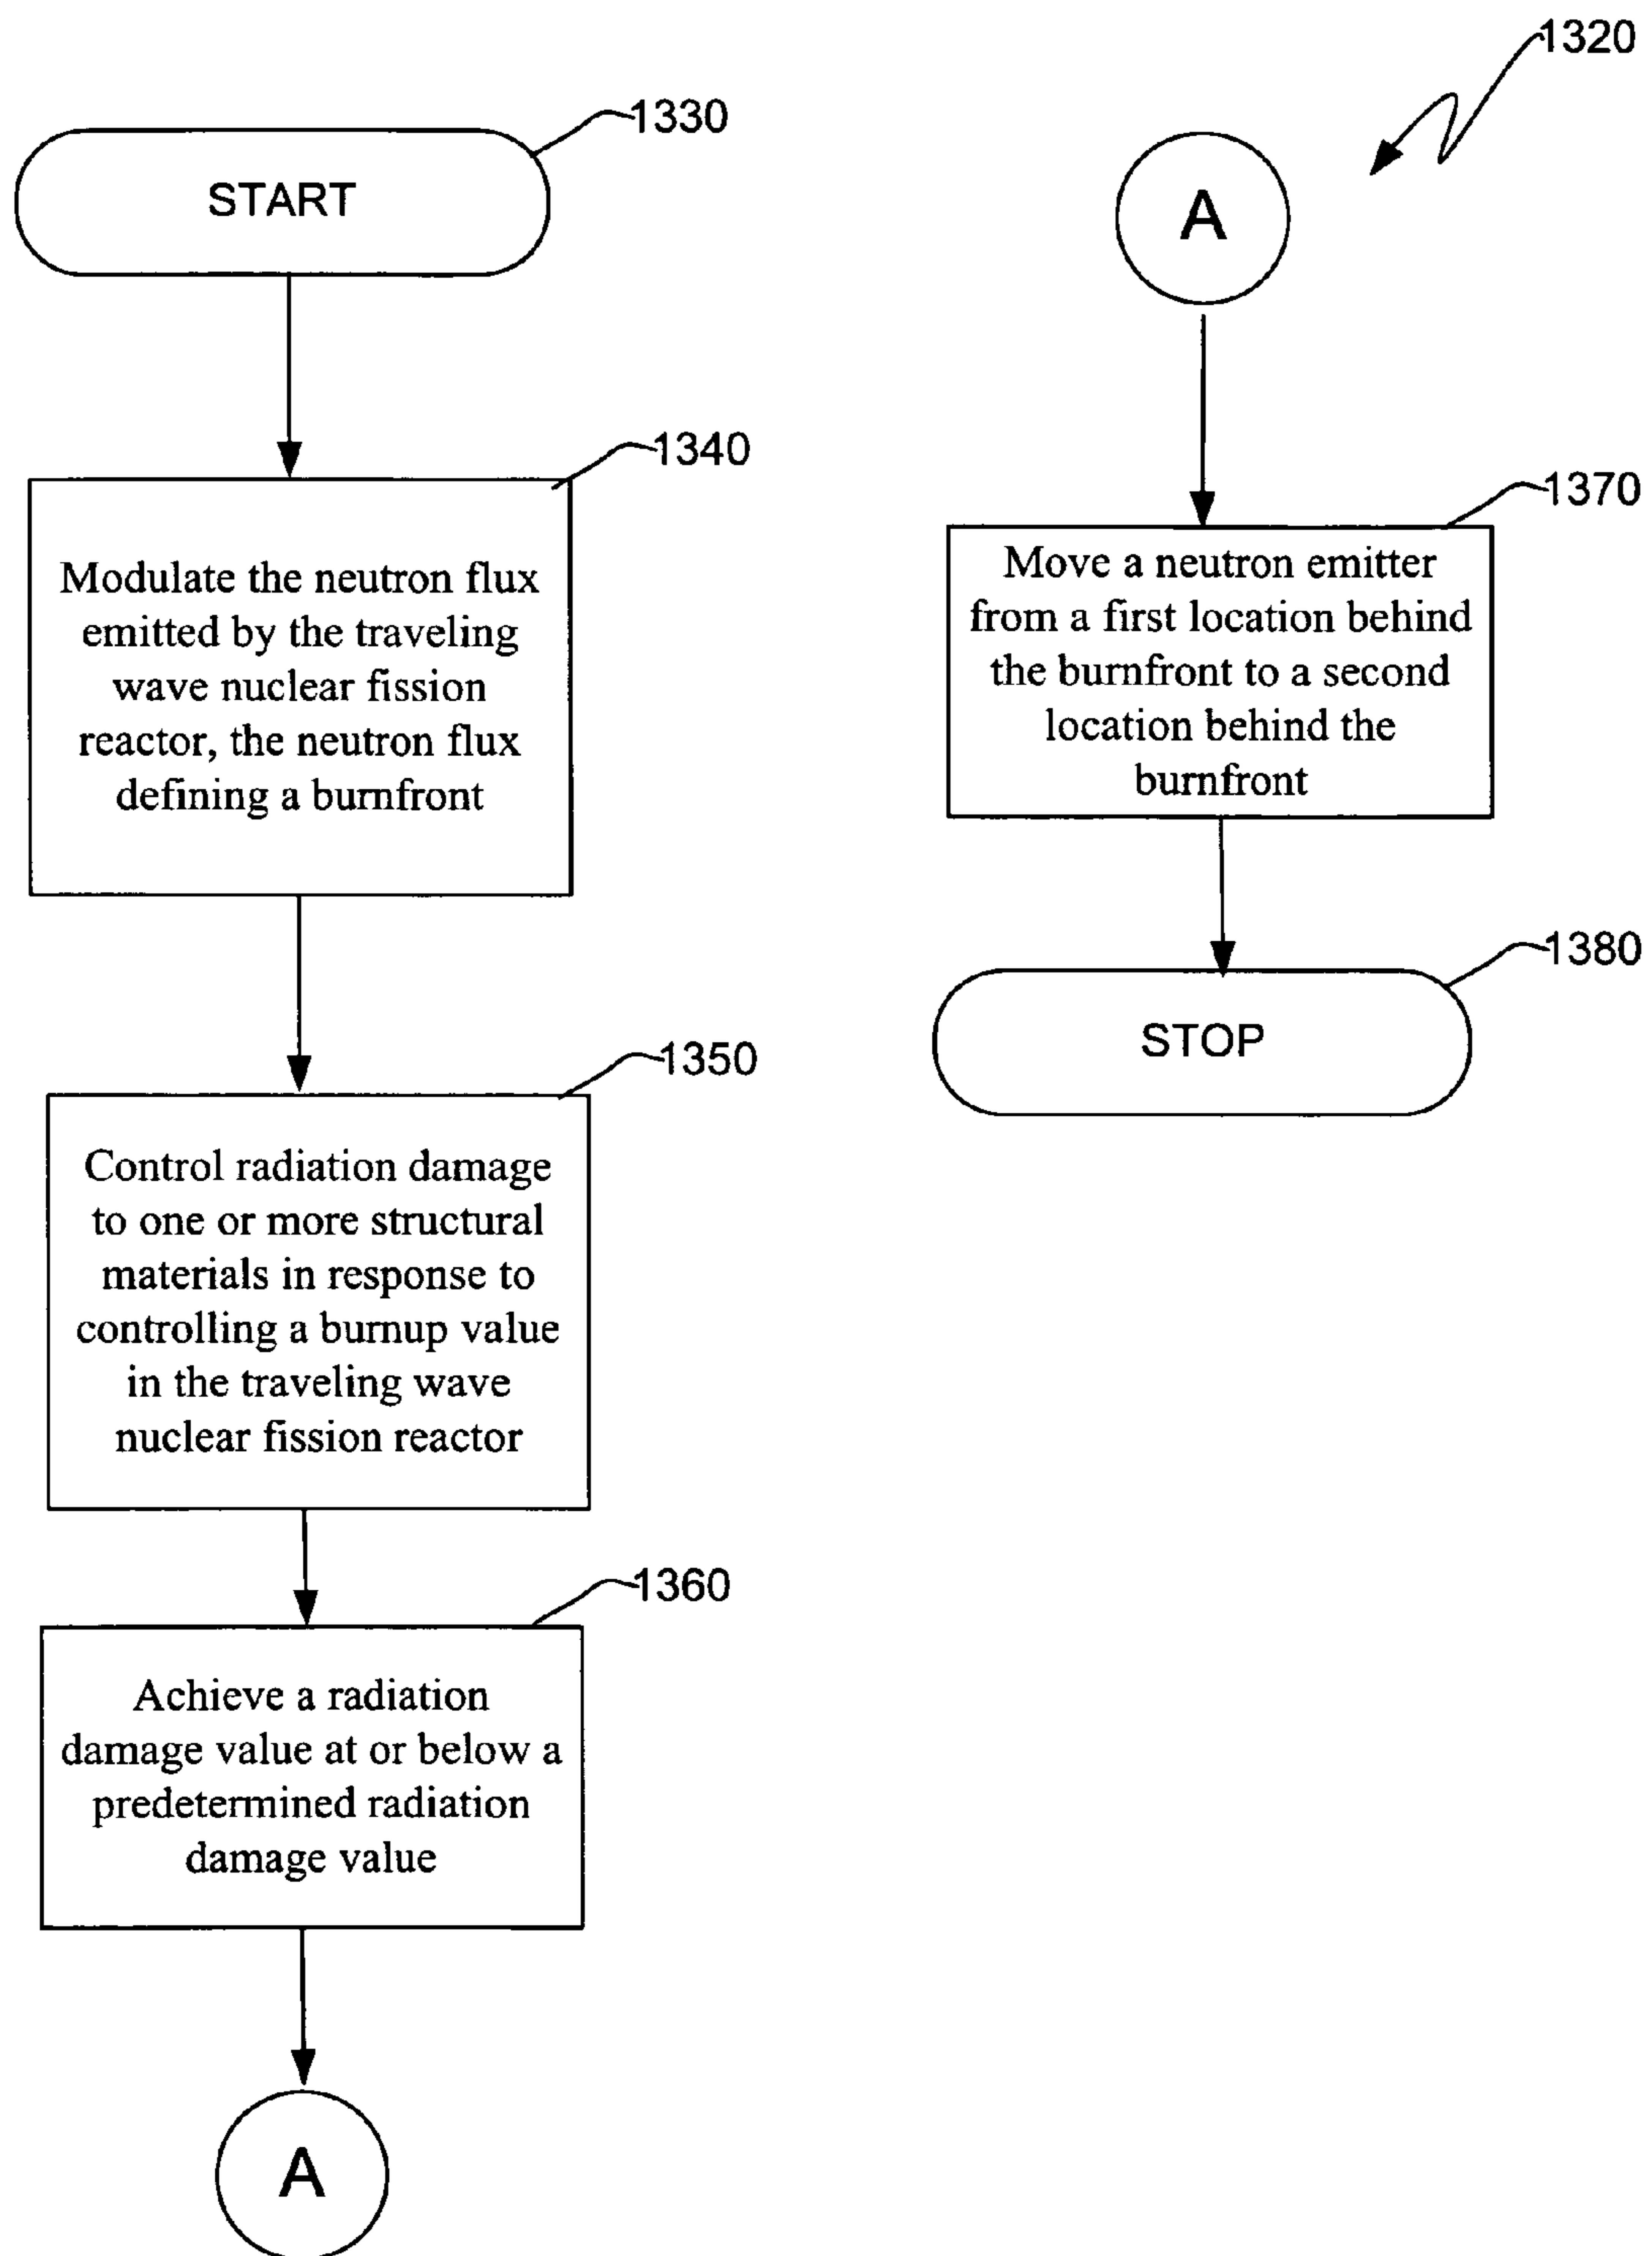 1320
1330
START
1340
Modulate the neutron flux
emitted by the traveling
wave nuclear fission
reactor, the neutron flux
defining a burnfront
1350
Control radiation damage
to one or more structural
materials in response to
controlling a burnup value
in the traveling wave
nuclear fission reactor
1360
Achieve a radiation
damage value at or below a
predetermined radiation
damage value
A
A
1370
Move a neutron emitter
from a first location behind
the burnfront to a second
location behind the
burnfront
1380
STOP